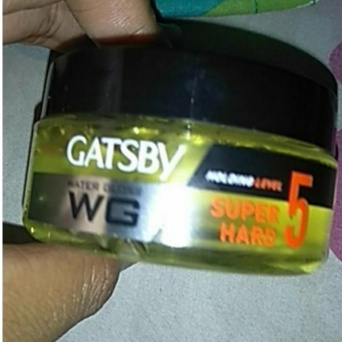 GATSBY
WATER GLOSS
WG
HOLDING LEVEL
5
SUPER
HARD